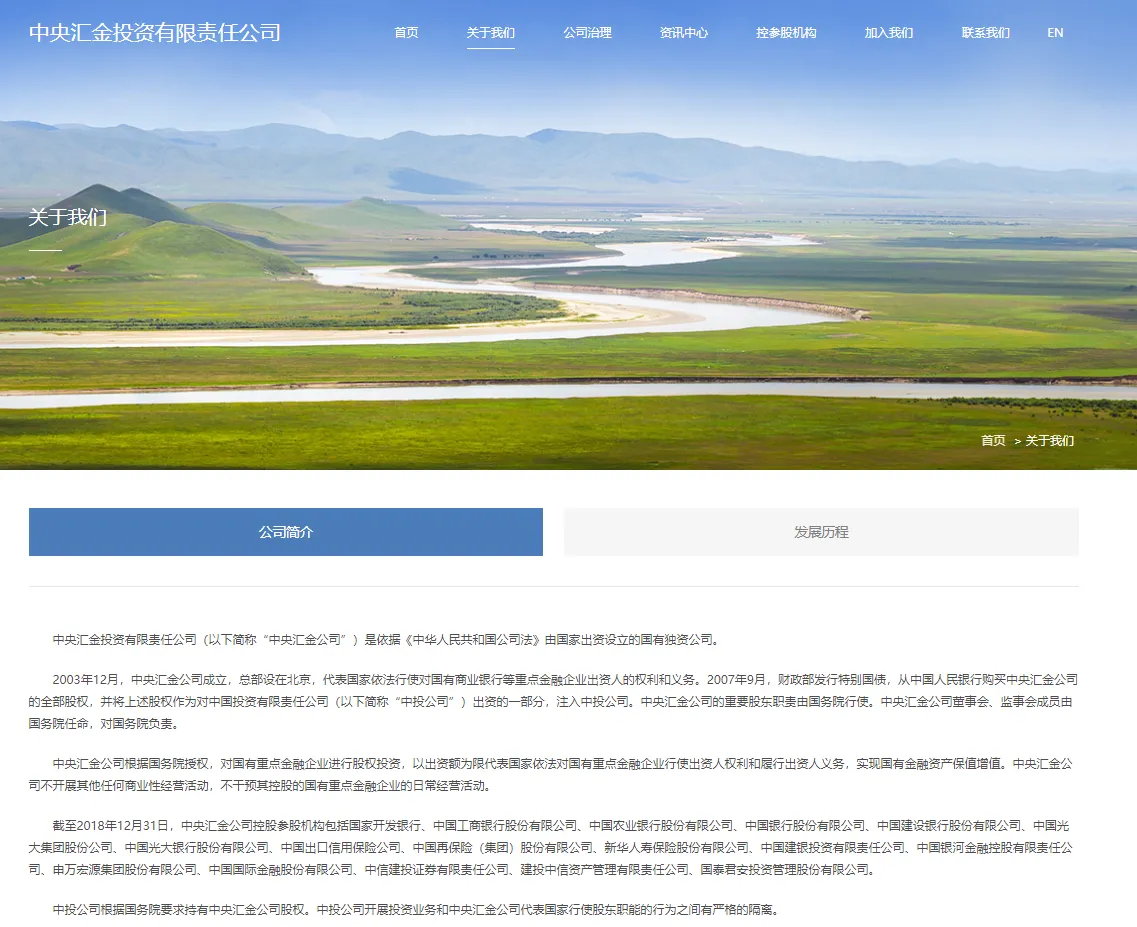 中央汇金投资有限责任公司
首页 关于我们 公司治理 资讯中心 控参股机构 加入我们 联系我们 EN
关于我们
首页 > 关于我们
公司简介 发展历程
中央汇金投资有限责任公司（以下简称“中央汇金公司”）是依据《中华人民共和国公司法》由国家出资设立的国有独资公司。
2003年12月，中央汇金公司成立，总部设在北京，代表国家依法行使对国有商业银行等重点金融企业出资人的权利和义务。2007年9月，财政部发行特别国债，从中国人民银行购买中央汇金公司
的全部股权，并将上述股权作为对中国投资有限责任公司（以下简称“中投公司”）出资的一部分，注入中投公司。中央汇金公司的重要股东职责由国务院行使。中央汇金公司董事会、监事会成员由
国务院任命，对国务院负责。
中央汇金公司根据国务院授权，对国有重点金融企业进行股权投资，以出资额为限代表国家依法对国有重点金融企业行使出资人权利和履行出资人义务，实现国有金融资产保值增值。中央汇金公
司不开展其他任何商业性经营活动，不干预其控股的国有重点金融企业的日常经营活动。
截至2018年12月31日，中央汇金公司控股参股机构包括国家开发银行、中国工商银行股份有限公司、中国农业银行股份有限公司、中国银行股份有限公司、中国建设银行股份有限公司、中国光
大集团股份公司、中国光大银行股份有限公司、中国出口信用保险公司、中国再保险（集团）股份有限公司、新华人寿保险股份有限公司、中国建银投资有限责任公司、中国银河金融控股有限责任公
司、申万宏源集团股份有限公司、中国国际金融股份有限公司、中信建投证券有限责任公司、建投中信资产管理有限责任公司、国泰君安投资管理股份有限公司。
中投公司根据国务院要求持有中央汇金公司股权。中投公司开展投资业务和中央汇金公司代表国家行使股东职能的行为之间有严格的隔离。